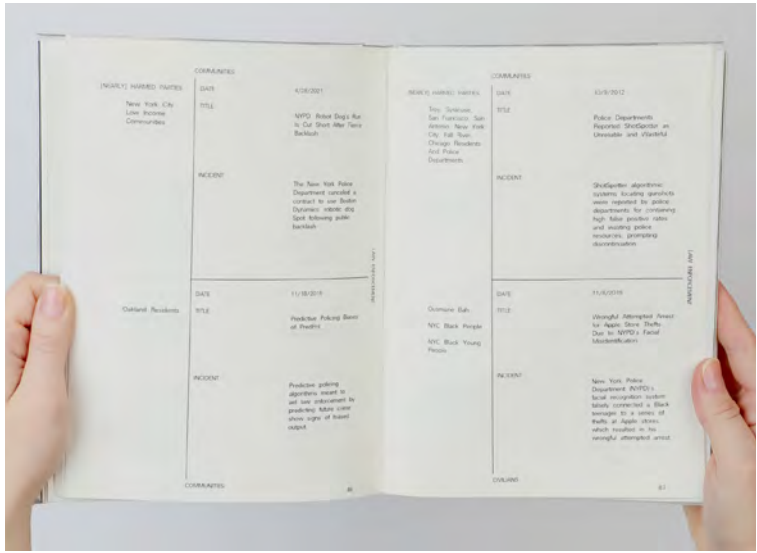 COMMUNITIES
[NEARLY] HARMED PARTIES
New York City
Low Income
Communities
DATE
4/28/2021
TITLE
NYPD Robot Dog's Run
Is Cut Short After Fierce
Backlash
INCIDENT
The New York Police
Department canceled a
contract to use Boston
Dynamics' robotic dog
Spot following public
backlash
LAW ENFORCEMENT
Oakland Residents
DATE
11/18/2015
TITLE
Predictive Policing Biases
of PredPol
INCIDENT
Predictive policing
algorithms meant to
aid law enforcement by
predicting future crime
show signs of biased
output
COMMUNITIES
COMMUNITIES
[NEARLY] HARMED PARTIES
Troy, Syracuse,
San Francisco, San
Antonio, New York
City, Fall River,
Chicago Residents
And Police
Departments
DATE
TITLE
Police Departments
Reported ShotSpotter as
Unreliable and Wasteful
INCIDENT
ShotSpotter algorithmic
systems locating gunshots
were reported by police
departments for containing
high false positive rates
and wasting police
resources, prompting
discontinuation
LAW ENFORCEMENT
Ousmane Bah,
NYC Black People
NYC Black Young
People
DATE
TITLE
Wrongful Attempted Arrest
for Apple Store Thefts
Due to NYPD's Facial
Misidentification
INCIDENT
New York Police
Department (NYPD)'s
facial recognition system
falsely connected a Black
teenager to a series of
thefts at Apple stores
which resulted in his
wrongful attempted arrest
CIVILIANS